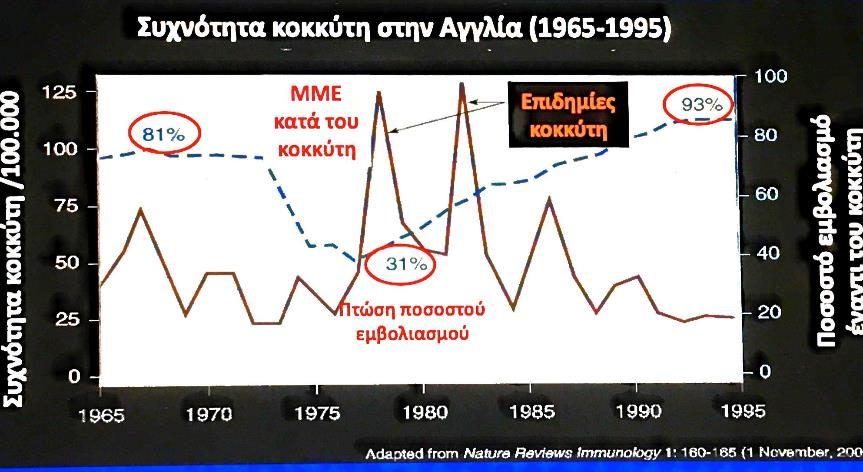 Συχνότητα κοκκύτη στην Αγγλία (1965-1995)
Συχνότητα κοκκύτη /100.000
125
100
75
50
25
0
81%
ΜΜΕ
κατά του
κοκκύτη
Επιδημίες
κοκκύτη
93%
31%
Πτώση ποσοστού
εμβολιασμού
100
80
60
40
20
0
Ποσοστό εμβολιασμό
έναντι του κοκκύτη
1965
1970
1975
1980
1985
1990
1995
Adapted from Nature Reviews Immunology 1: 160-165 (1 November, 200